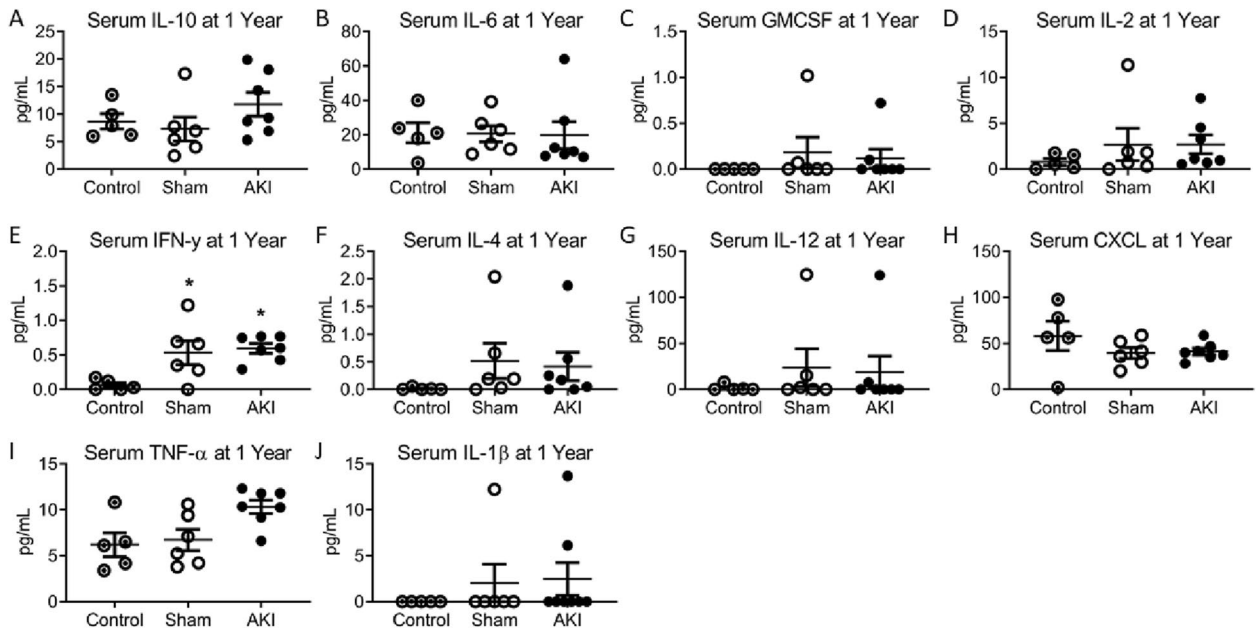 A Serum IL-10 at 1 Year
pg/mL
25
20
15
10
5
0
Control Sham AKI
B Serum IL-6 at 1 Year
pg/mL
80
60
40
20
0
Control Sham AKI
C Serum GMCSF at 1 Year
pg/mL
1.5
1.0
0.5
0.0
Control Sham AKI
D Serum IL-2 at 1 Year
pg/mL
15
10
5
0
Control Sham AKI
E Serum IFN-y at 1 Year
pg/mL
2.0
1.5
1.0
0.5
0.0
* *
Control Sham AKI
F Serum IL-4 at 1 Year
pg/mL
2.5
2.0
1.5
1.0
0.5
0.0
Control Sham AKI
G Serum IL-12 at 1 Year
pg/mL
150
100
50
0
Control Sham AKI
H Serum CXCL at 1 Year
pg/mL
150
100
50
0
Control Sham AKI
I Serum TNF-α at 1 Year
pg/mL
15
10
5
0
Control Sham AKI
J Serum IL-1β at 1 Year
pg/mL
15
10
5
0
Control Sham AKI